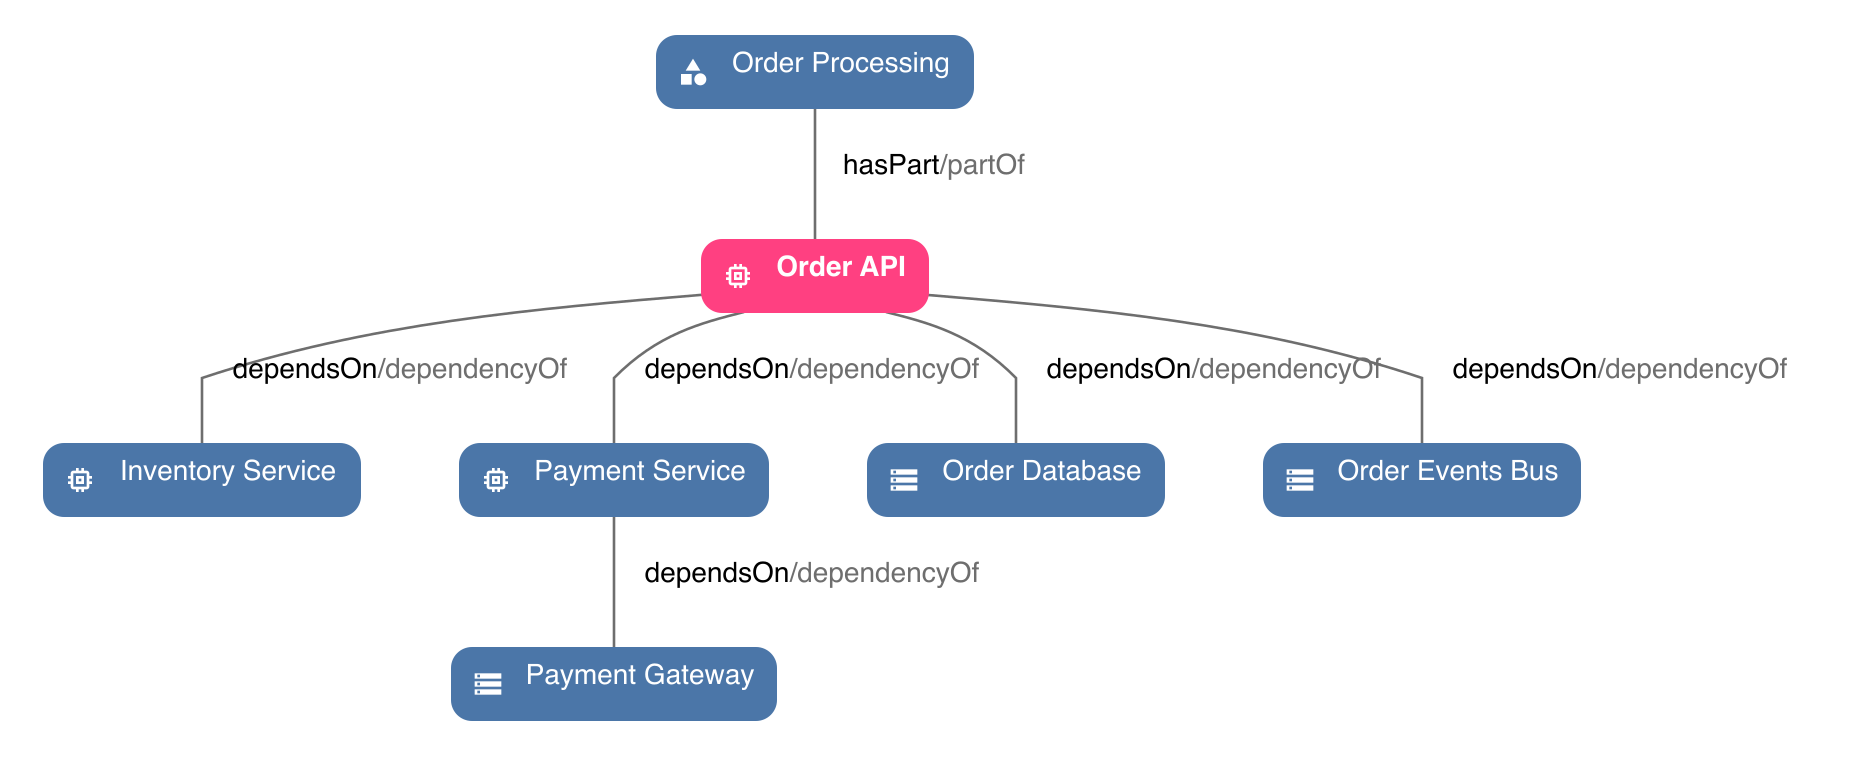 Order Processing
hasPart/partOf
Order API
dependsOn/dependencyOf
dependsOn/dependencyOf
dependsOn/dependencyOf
dependsOn/dependencyOf
Inventory Service
Payment Service
Order Database
Order Events Bus
dependsOn/dependencyOf
Payment Gateway